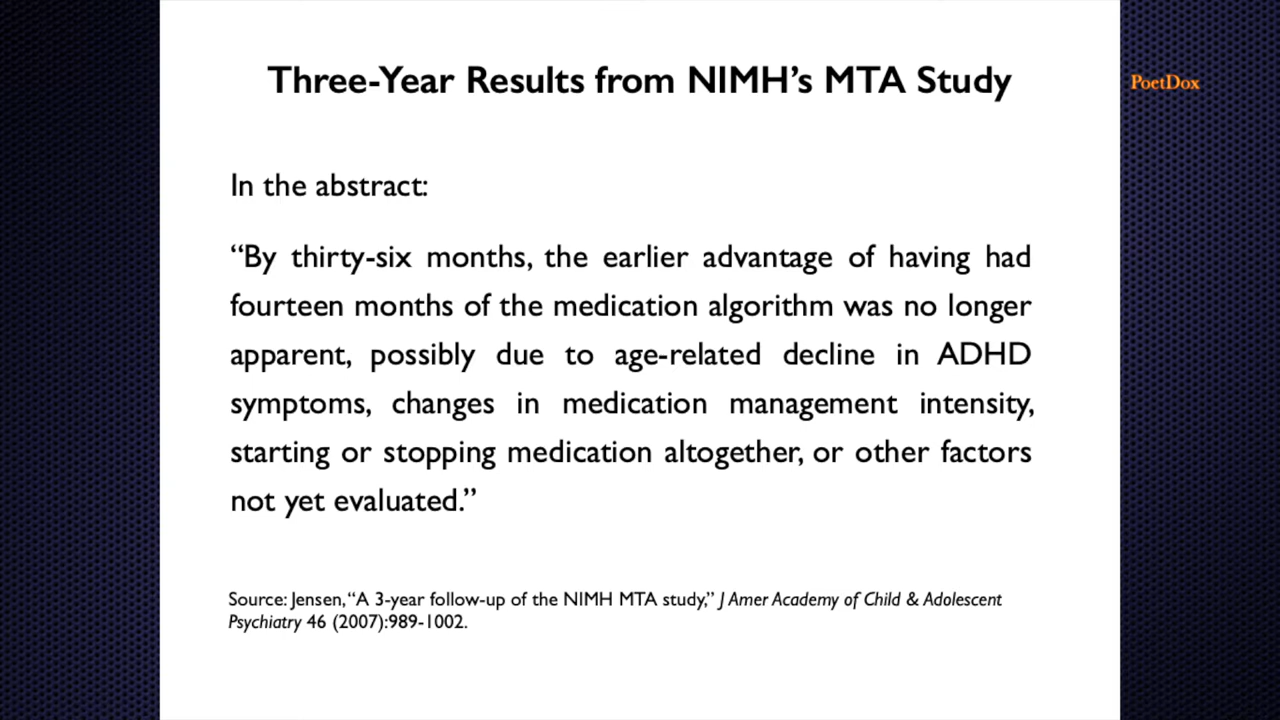 Three-Year Results from NIMH's MTA Study
PoetDox
In the abstract:
“By thirty-six months, the earlier advantage of having had
fourteen months of the medication algorithm was no longer
apparent, possibly due to age-related decline in ADHD
symptoms, changes in medication management intensity,
starting or stopping medication altogether, or other factors
not yet evaluated.”
Source: Jensen, “A 3-year follow-up of the NIMH MTA study,” J Amer Academy of Child & Adolescent
Psychiatry 46 (2007):989-1002.